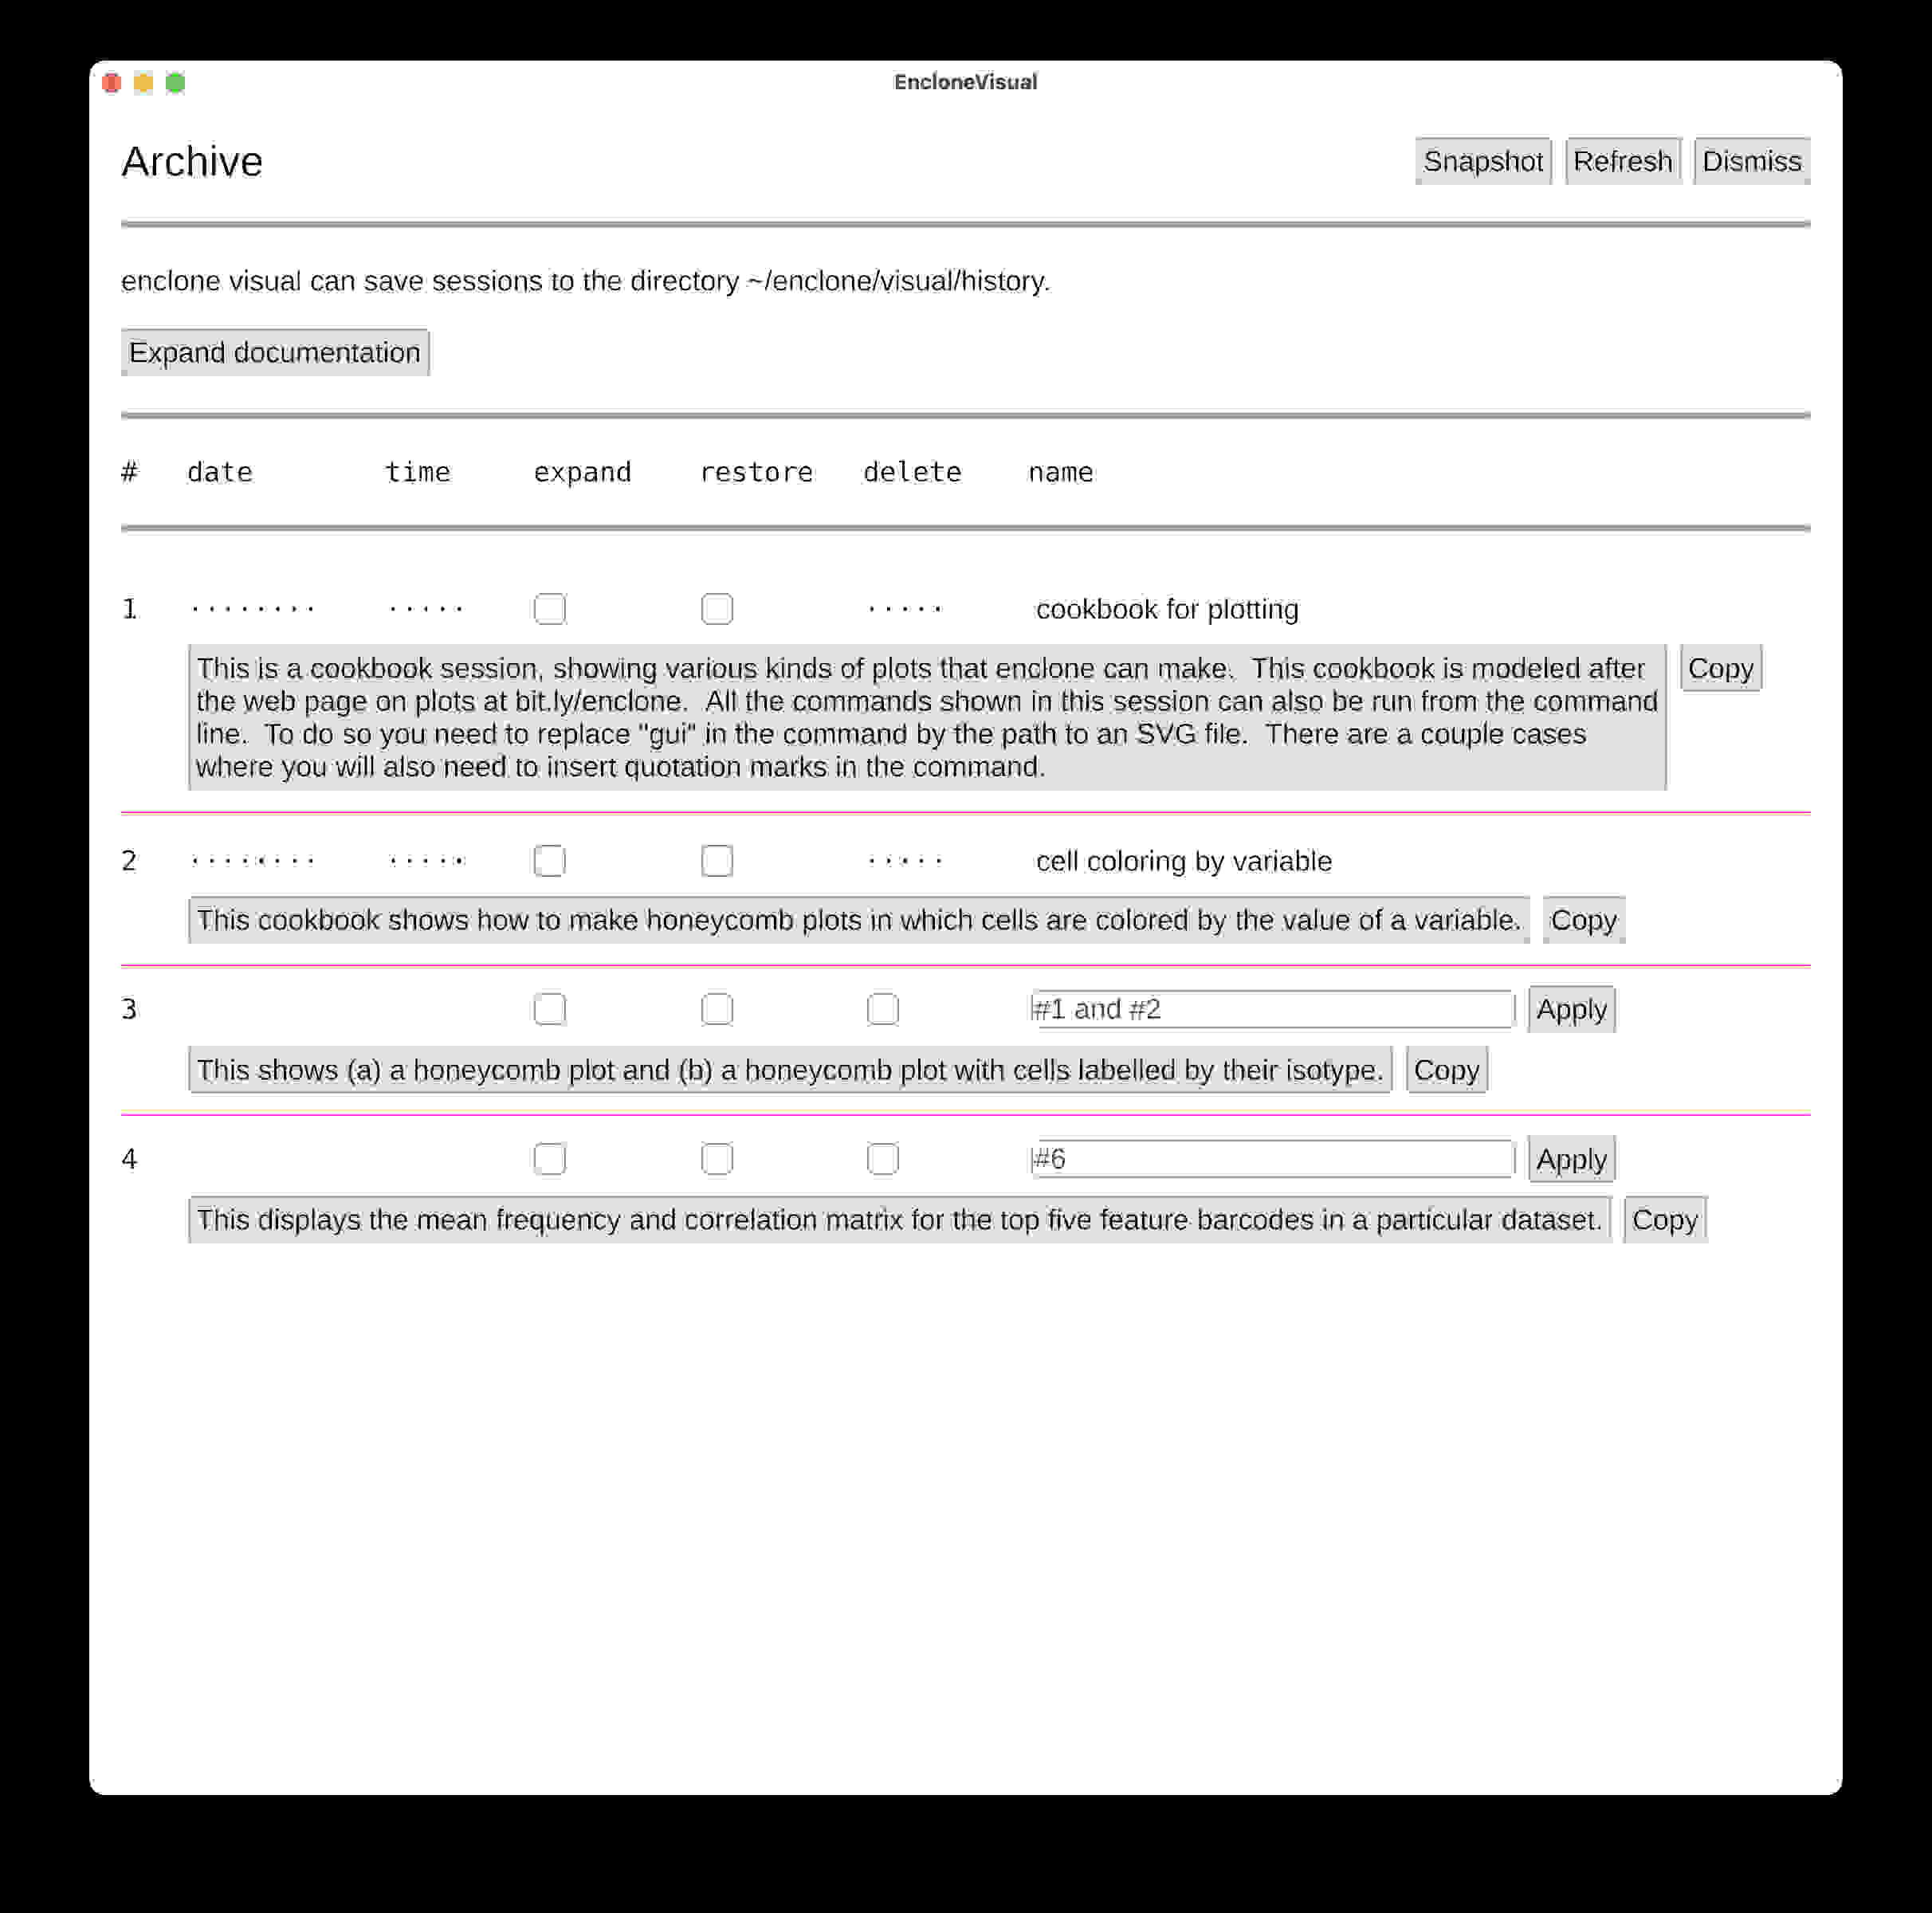 EncloneVisual
Archive Snapshot Refresh Dismiss
enclone visual can save sessions to the directory ~/enclone/visual/history.
Expand documentation
# date time expand restore delete name
1 ········ ····· ····· cookbook for plotting
This is a cookbook session, showing various kinds of plots that enclone can make.  This cookbook is modeled after Copy
the web page on plots at bit.ly/enclone.  All the commands shown in this session can also be run from the command
line.  To do so you need to replace "gui" in the command by the path to an SVG file.  There are a couple cases
where you will also need to insert quotation marks in the command.
2 ········ ····· ····· cell coloring by variable
This cookbook shows how to make honeycomb plots in which cells are colored by the value of a variable. Copy
3 #1 and #2 Apply
This shows (a) a honeycomb plot and (b) a honeycomb plot with cells labelled by their isotype. Copy
4 #6 Apply
This displays the mean frequency and correlation matrix for the top five feature barcodes in a particular dataset. Copy